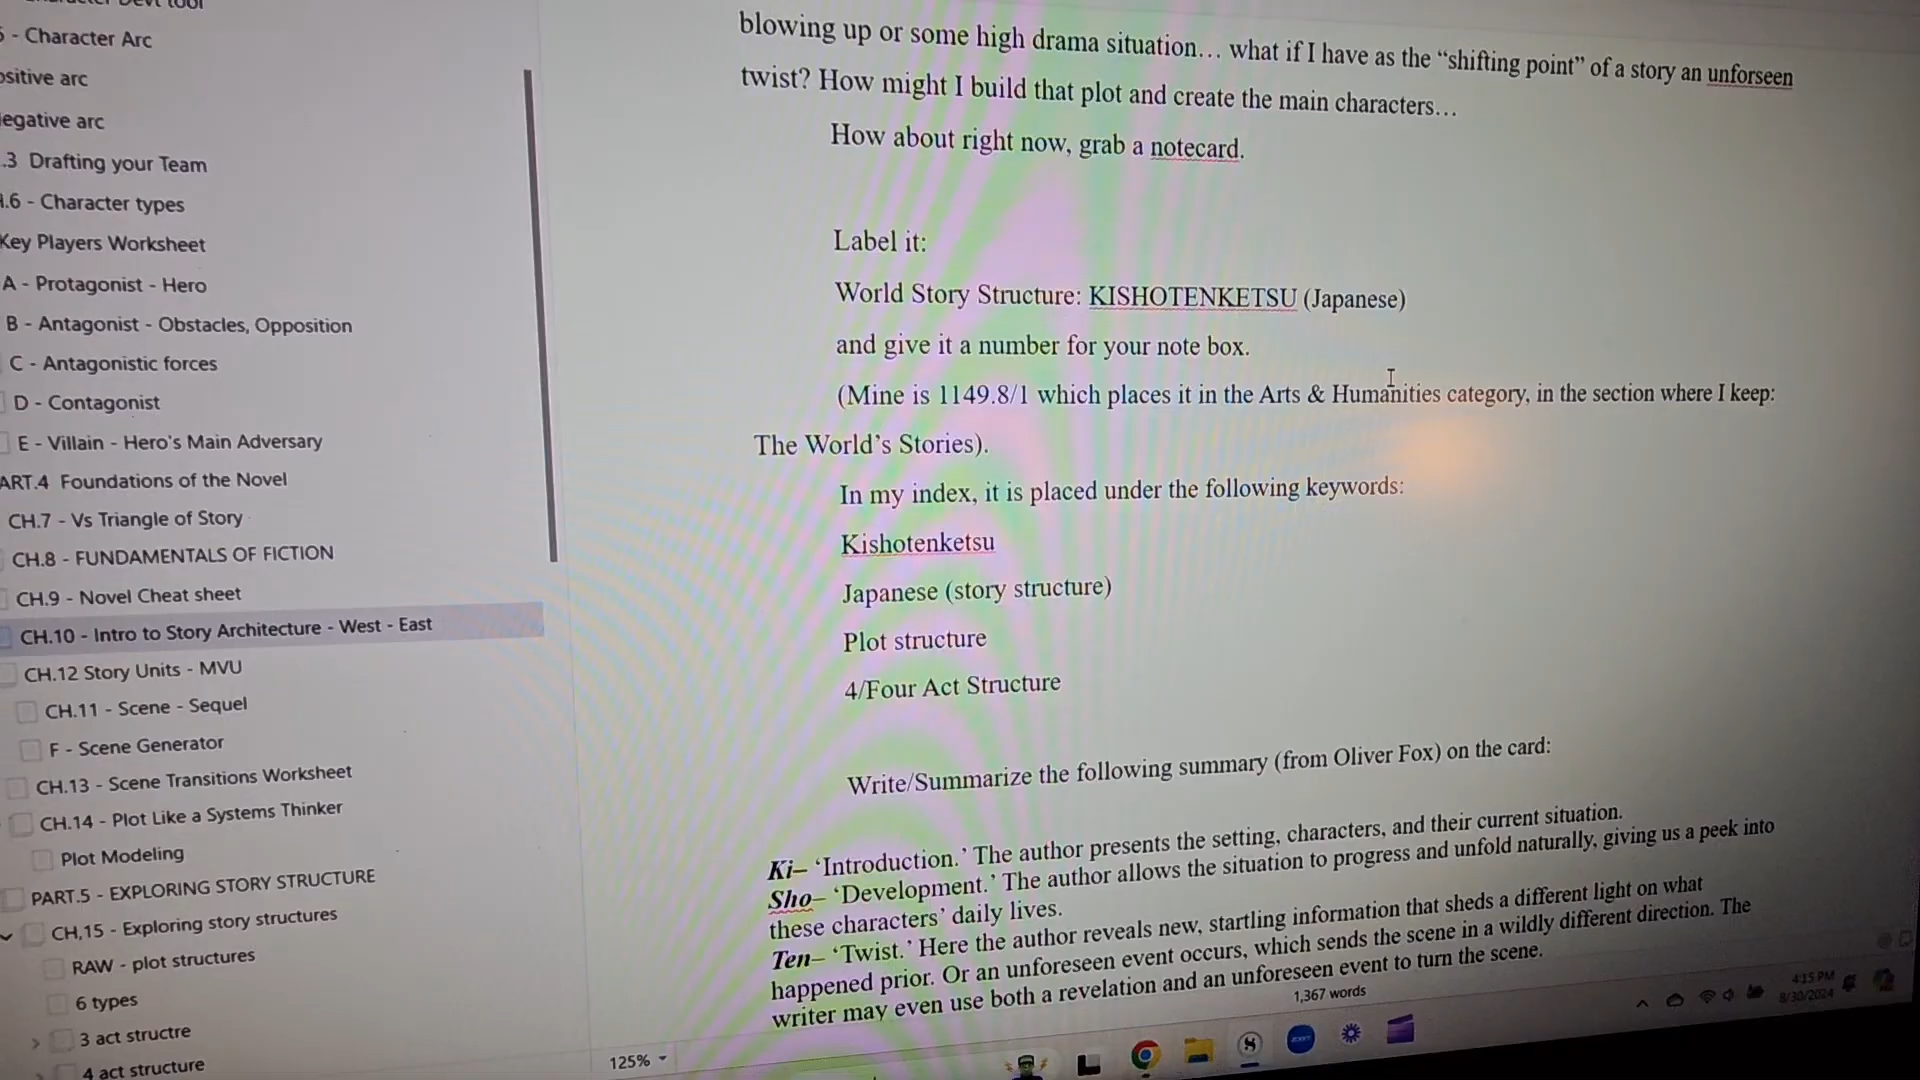 - Character Arc
sitive arc
egative arc
.3 Drafting your Team
.6 - Character types
Key Players Worksheet
A - Protagonist - Hero
B - Antagonist - Obstacles, Opposition
C - Antagonistic forces
D - Contagonist
E - Villain - Hero's Main Adversary
ART.4 Foundations of the Novel
CH.7 - Vs Triangle of Story
CH.8 - FUNDAMENTALS OF FICTION
CH.9 - Novel Cheat sheet
CH.10 - Intro to Story Architecture - West - East
CH.12 Story Units - MVU
CH.11 - Scene - Sequel
F - Scene Generator
CH.13 - Scene Transitions Worksheet
CH.14 - Plot Like a Systems Thinker
Plot Modeling
PART.5 - EXPLORING STORY STRUCTURE
CH,15 - Exploring story structures
RAW - plot structures
6 types
3 act structre
4 act structure
blowing up or some high drama situation… what if I have as the “shifting point” of a story an unforseen
twist? How might I build that plot and create the main characters…
How about right now, grab a notecard.
Label it:
World Story Structure: KISHOTENKETSU (Japanese)
and give it a number for your note box.
(Mine is 1149.8/1 which places it in the Arts & Humanities category, in the section where I keep:
The World’s Stories).
In my index, it is placed under the following keywords:
Kishotenketsu
Japanese (story structure)
Plot structure
4/Four Act Structure
Write/Summarize the following summary (from Oliver Fox) on the card:
Ki– ‘Introduction.’ The author presents the setting, characters, and their current situation.
Sho– ‘Development.’ The author allows the situation to progress and unfold naturally, giving us a peek into
these characters’ daily lives.
Ten– ‘Twist.’ Here the author reveals new, startling information that sheds a different light on what
happened prior. Or an unforeseen event occurs, which sends the scene in a wildly different direction. The
writer may even use both a revelation and an unforeseen event to turn the scene.
125%
1,367 words
4:15 PM
8/30/2024